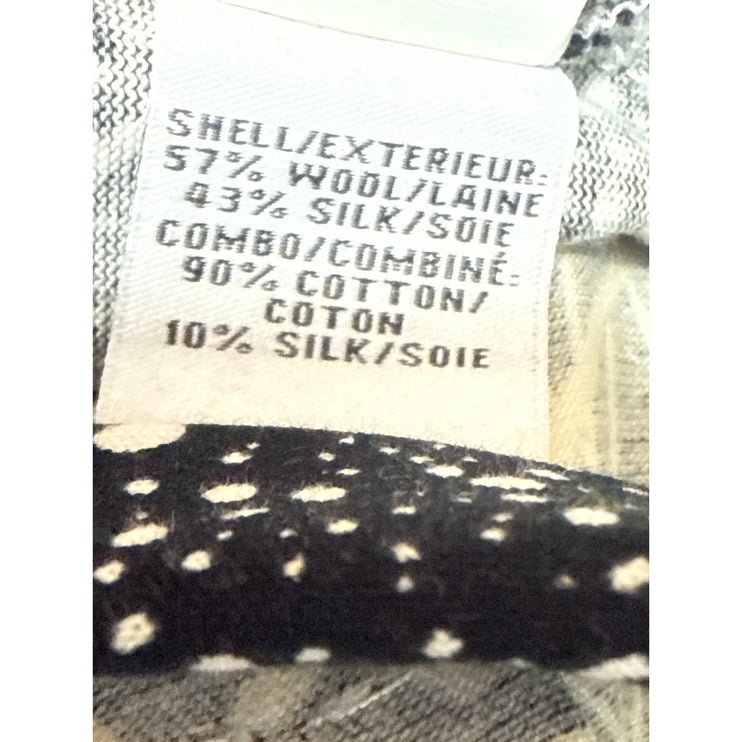 SHELL/EXTERIEUR:
57% WOOL/LAINE
43% SILK/SOIE
COMBO/COMBINÉ:
90% COTTON/
COTON
10% SILK/SOIE